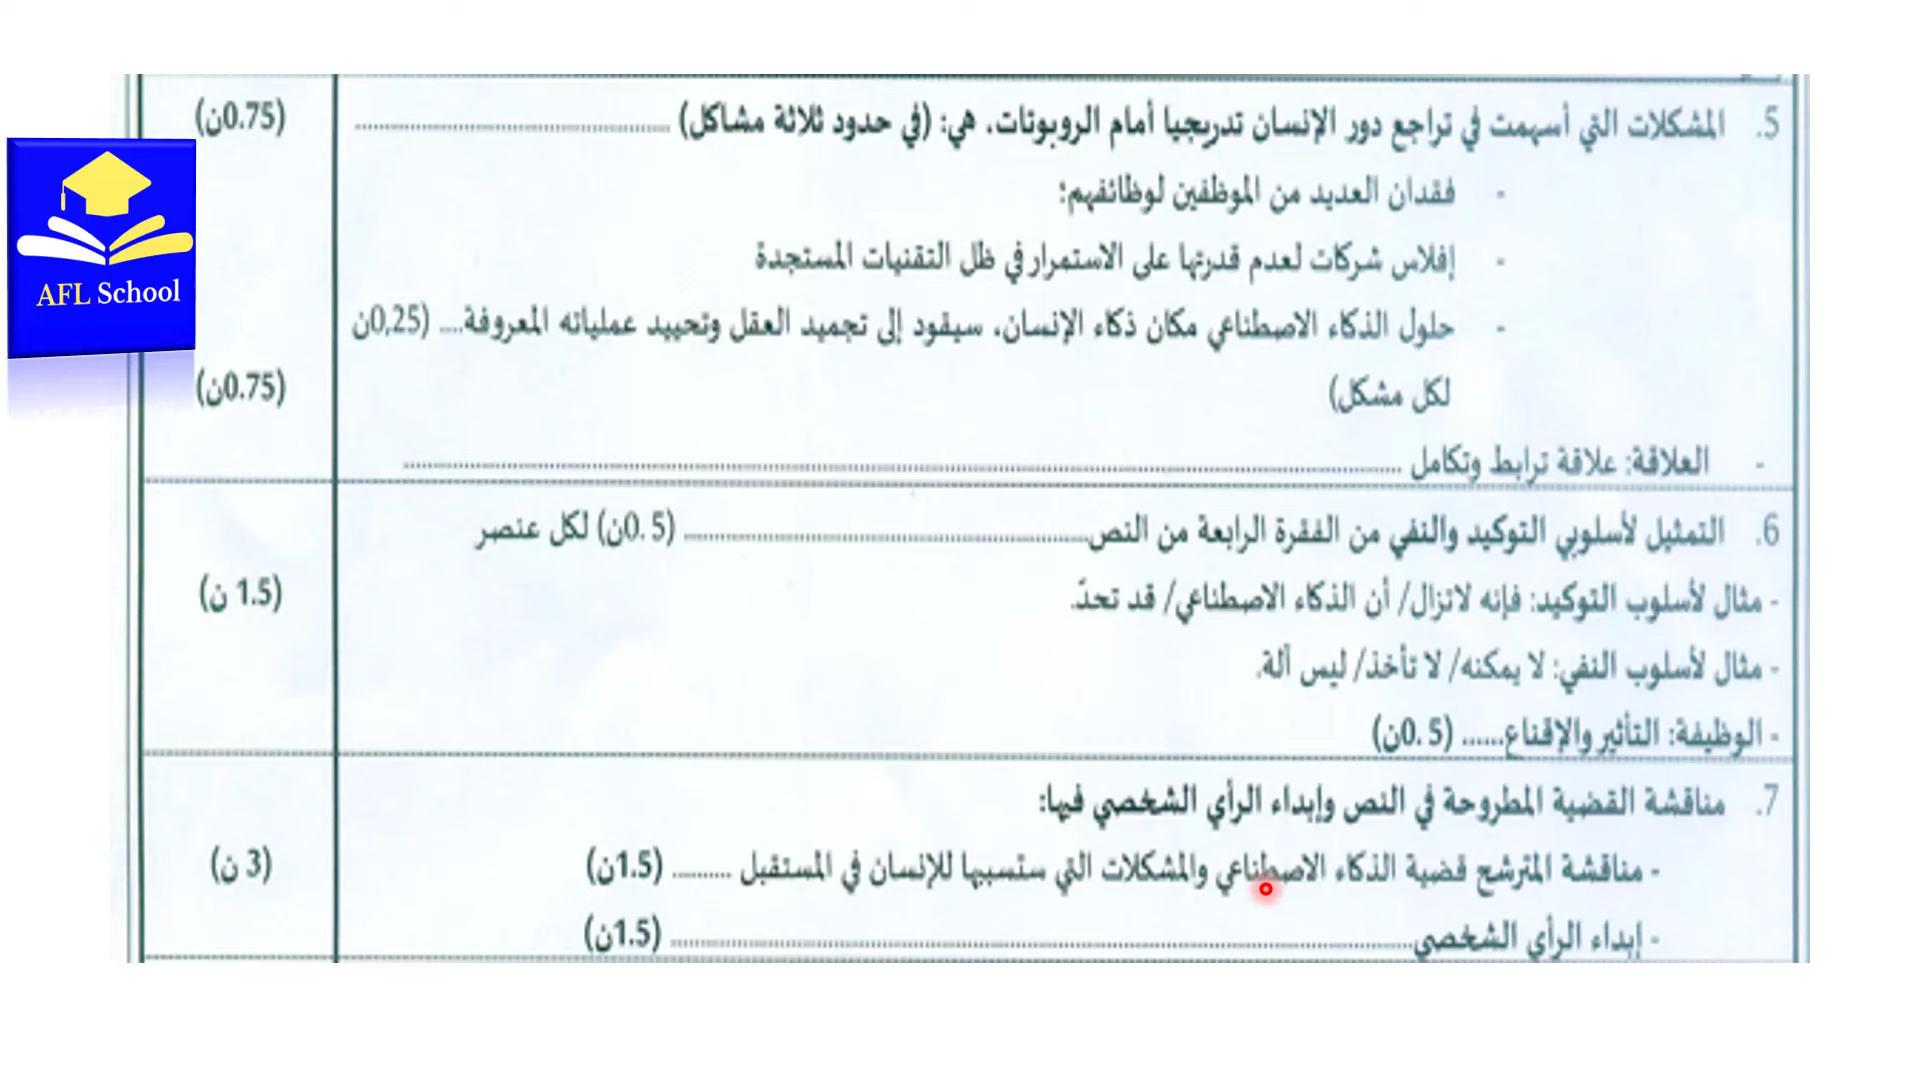 5. المشكلات التي أسهمت في تراجع دور الإنسان تدريجيا أمام الروبوتات، هي: (في حدود ثلاثة مشاكل) ........ (0.75ن)
- فقدان العديد من الموظفين لوظائفهم؛
- إفلاس شركات لعدم قدرتها على الاستمرار في ظل التقنيات المستجدة
AFL School
- حلول الذكاء الاصطناعي مكان ذكاء الإنسان، سيقود إلى تجميد العقل وتحييد عملياته المعروفة.... (0,25ن
لكل مشكل) (0.75ن)
- العلاقة: علاقة ترابط وتكامل ........
6. التمثيل لأسلوبي التوكيد والنفي من الفقرة الرابعة من النص........ (0.5ن) لكل عنصر
- مثال لأسلوب التوكيد: فإنه لاتزال/ أن الذكاء الاصطناعي/ قد تحدّ. (1.5 ن)
- مثال لأسلوب النفي: لا يمكنه/ لا تأخذ/ ليس آلة.
- الوظيفة: التأثير والإقناع...... (0.5ن)
7. مناقشة القضية المطروحة في النص وإبداء الرأي الشخصي فيها:
- مناقشة المترشح قضية الذكاء الاصطناعي والمشكلات التي ستسببها للإنسان في المستقبل ......... (1.5ن) (3 ن)
- إبداء الرأي الشخصي........ (1.5ن)